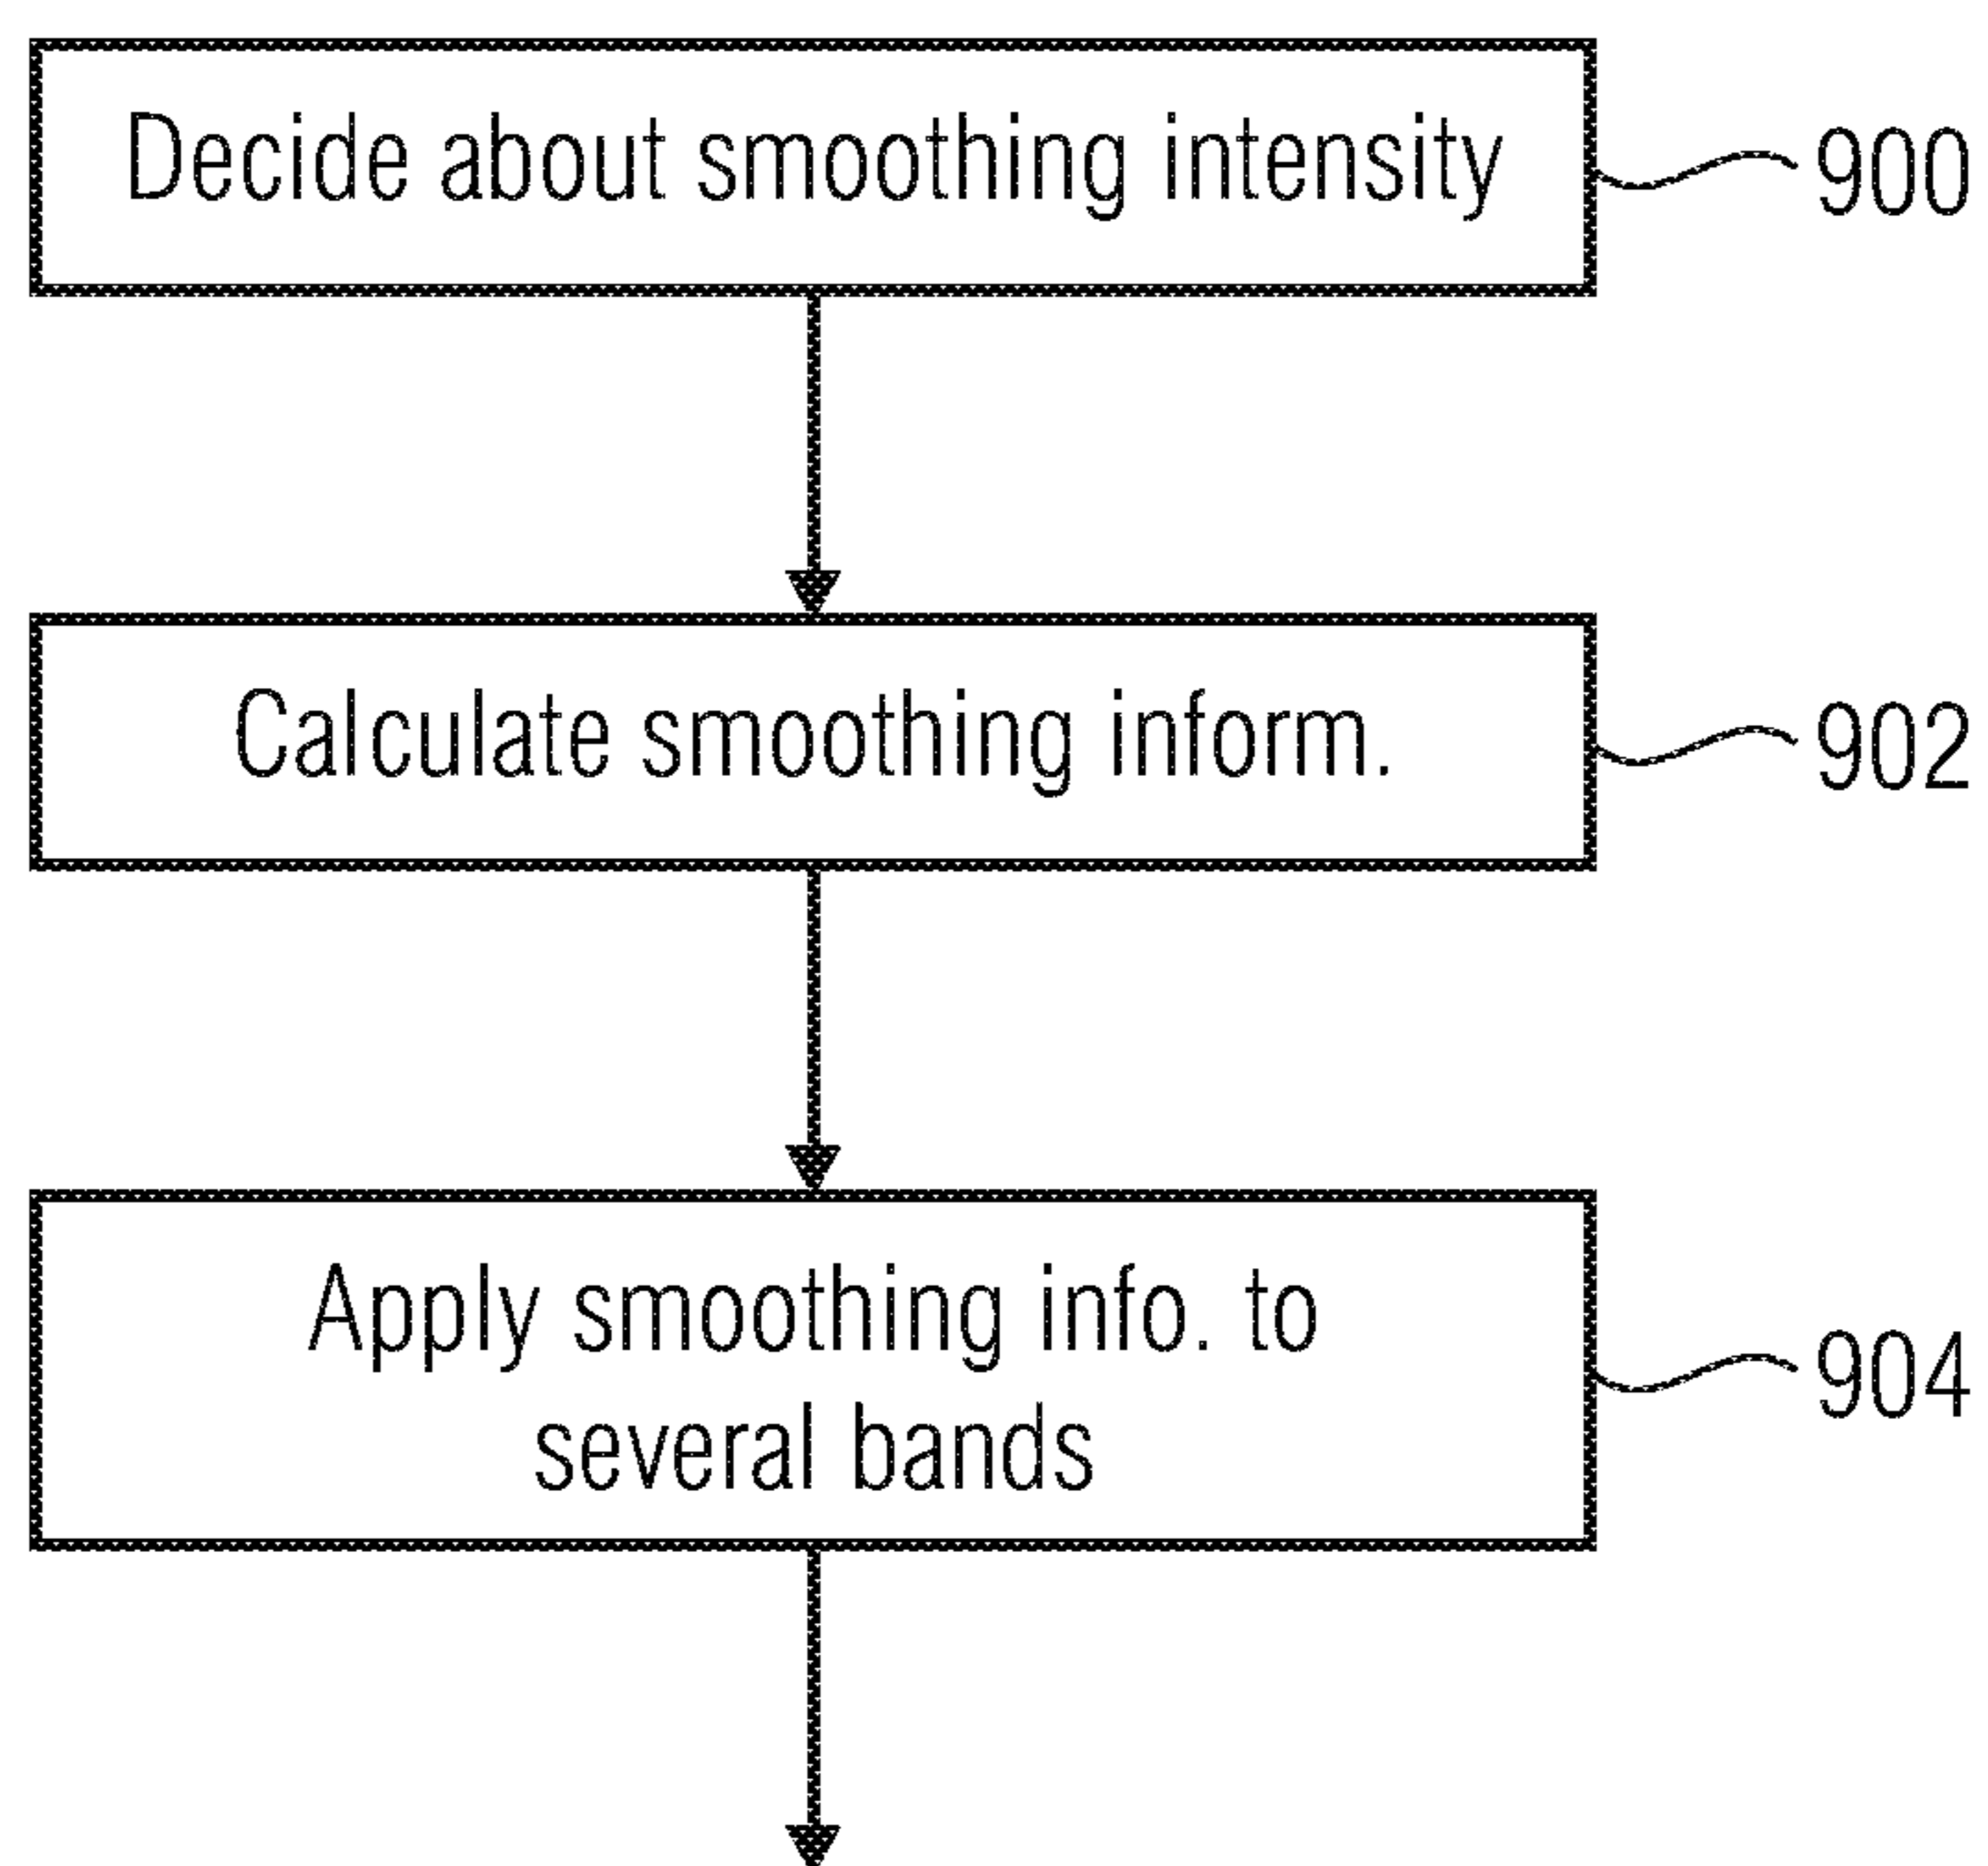 Decide about smoothing intensity
900
Calculate smoothing inform.
902
Apply smoothing info. to
several bands
904